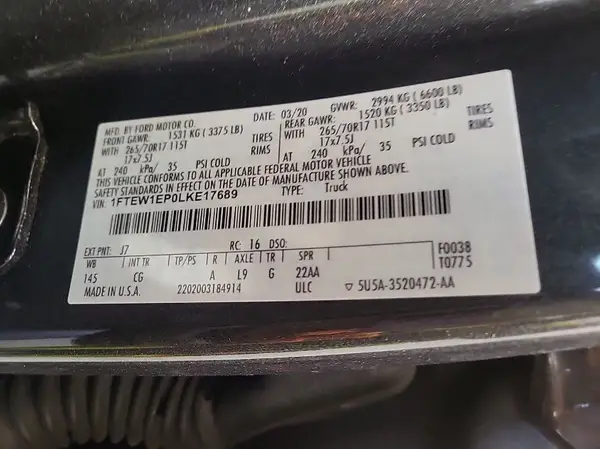 MFD. BY FORD MOTOR CO.
DATE: 03/20 GVWR: 2994 KG ( 6600 LB)
FRONT GAWR: 1531 KG ( 3375 LB)
REAR GAWR: 1520 KG ( 3350 LB)
WITH 265/70R17 115T TIRES
WITH 265/70R17 115T TIRES
17x7.5J RIMS
17x7.5J RIMS
AT 240 kPa/ 35 PSI COLD
AT 240 kPa/ 35 PSI COLD
THIS VEHICLE CONFORMS TO ALL APPLICABLE FEDERAL MOTOR VEHICLE
SAFETY STANDARDS IN EFFECT ON THE DATE OF MANUFACTURE SHOWN ABOVE.
VIN: 1FTEW1EP0LKE17689
TYPE: Truck
EXT PNT: J7 RC: 16 DSO: F0038
WB INT TR TP/PS R AXLE TR SPR T0775
145 CG A L9 G 22AA
MADE IN U.S.A. 2202003184914 ULC ▽ 5U5A-3520472-AA